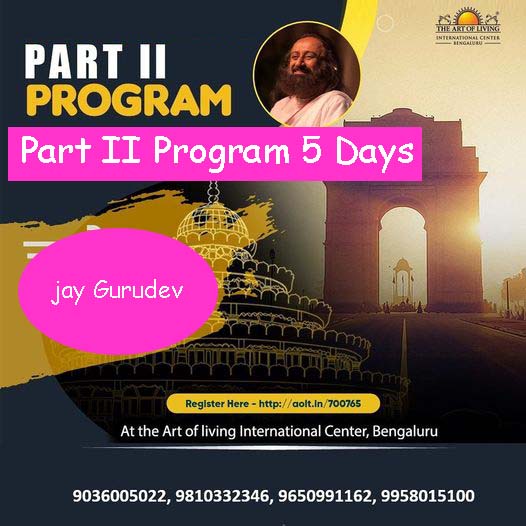 THE ART OF LIVING
INTERNATIONAL CENTER
BENGALURU
PART II
PROGRAM
Part II Program 5 Days
jay Gurudev
Register Here - http://aolt.in/700765
At the Art of living International Center, Bengaluru
9036005022, 9810332346, 9650991162, 9958015100